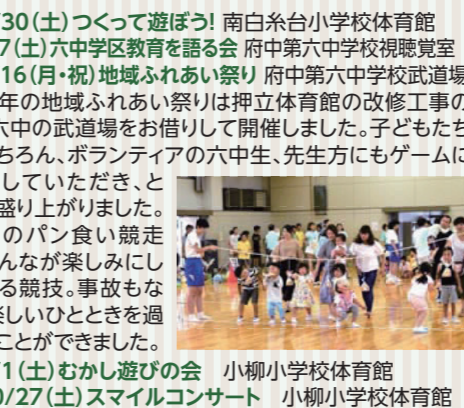 /30(土)つくって遊ぼう! 南白糸台小学校体育館
7(土)六中学区教育を語る会 府中第六中学校視聴覚室
16(月・祝)地域ふれあい祭り 府中第六中学校武道場
年の地域ふれあい祭りは押立体育館の改修工事の
六中の武道場をお借りして開催しました。子どもたち
ちろん、ボランティアの六中生、先生方にもゲームに
していただき、と
盛り上がりました。
のパン食い競走
んなが楽しみにし
る競技。事故もな
楽しいひとときを過
ことができました。
/1(土)むかし遊びの会 小柳小学校体育館
0/27(土)スマイルコンサート 小柳小学校体育館